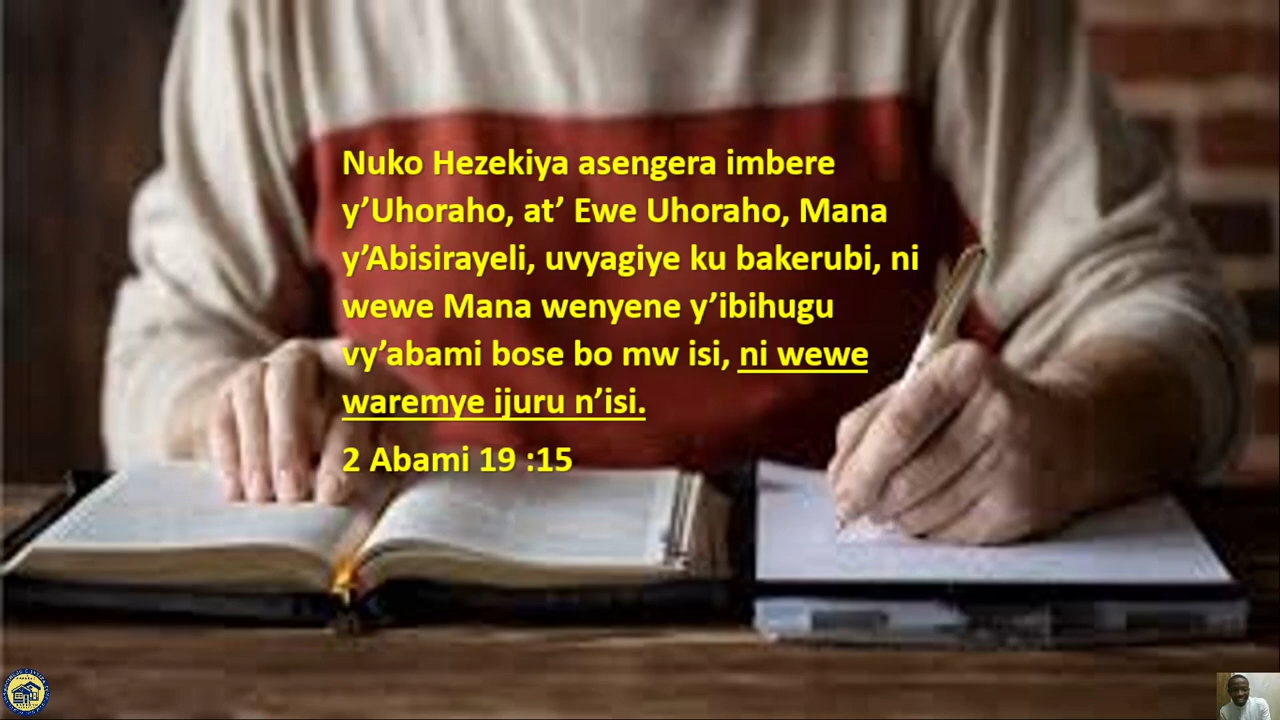 Nuko Hezekiya asengera imbere
y’Uhoraho, at’ Ewe Uhoraho, Mana
y’Abisirayeli, uvyagiye ku bakerubi, ni
wewe Mana wenyene y’ibihugu
vy’abami bose bo mw isi, ni wewe
waremye ijuru n’isi.
2 Abami 19 :15